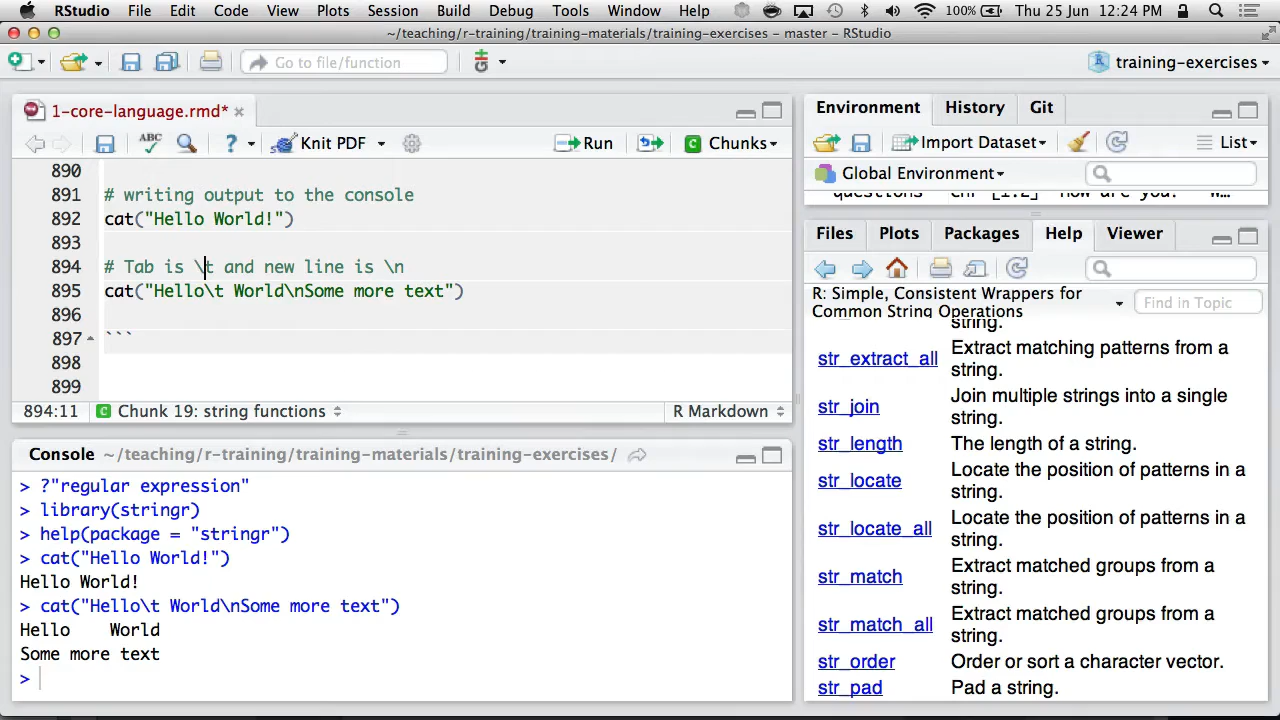 RStudio File Edit Code View Plots Session Build Debug Tools Window Help 100% Thu 25 Jun 12:24 PM
~/teaching/r-training/training-materials/training-exercises - master - RStudio
Go to file/function training-exercises
1-core-language.rmd*
ABC ? Knit PDF Run C Chunks
890
891 # writing output to the console
892 cat("Hello World!")
893
894 # Tab is \t and new line is \n
895 cat("Hello\t World\nSome more text")
896
897 ```
898
899
894:11 C Chunk 19: string functions R Markdown
Console ~/teaching/r-training/training-materials/training-exercises/
> ?"regular expression"
> library(stringr)
> help(package = "stringr")
> cat("Hello World!")
Hello World!
> cat("Hello\t World\nSome more text")
Hello    World
Some more text
>
Environment History Git
Import Dataset List
Global Environment
questions chr [1:2] "How are you?" "W…
Files Plots Packages Help Viewer
R: Simple, Consistent Wrappers for
Common String Operations
Find in Topic
string.
str_extract_all Extract matching patterns from a
string.
str_join Join multiple strings into a single
string.
str_length The length of a string.
str_locate Locate the position of patterns in a
string.
str_locate_all Locate the position of patterns in a
string.
str_match Extract matched groups from a
string.
str_match_all Extract matched groups from a
string.
str_order Order or sort a character vector.
str_pad Pad a string.